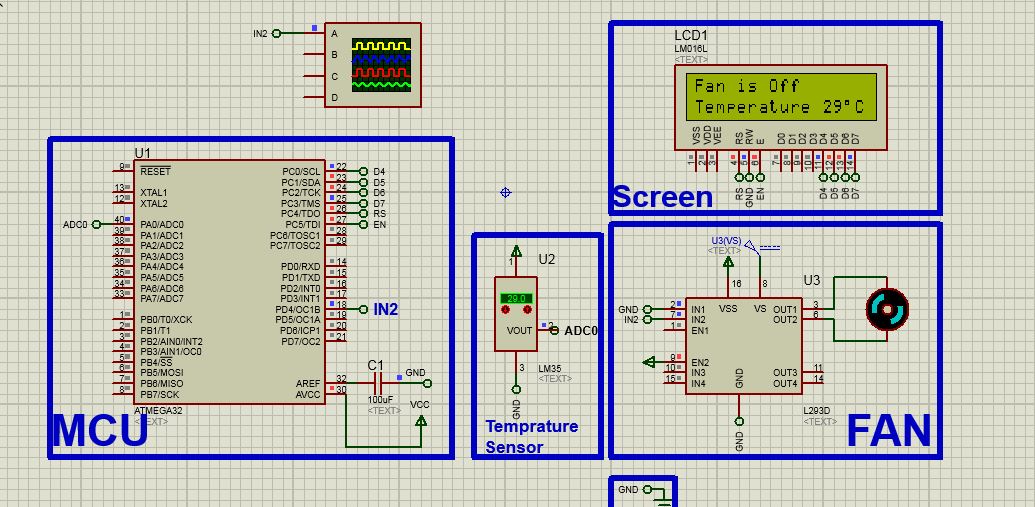 IN2
A
B
C
D
LCD1
LM016L
<TEXT>
Fan is Off
Temperature 29°C
VSS
VDD
VEE
RS
RW
E
D0
D1
D2
D3
D4
D5
D6
D7
1
2
3
4
5
6
7
8
9
10
11
12
13
14
RS
GND
EN
D4
D5
D6
D7
Screen
U1
9
RESET
13
XTAL1
12
XTAL2
ADC0
40
PA0/ADC0
39
PA1/ADC1
38
PA2/ADC2
37
PA3/ADC3
36
PA4/ADC4
35
PA5/ADC5
34
PA6/ADC6
33
PA7/ADC7
1
PB0/T0/XCK
2
PB1/T1
3
PB2/AIN0/INT2
4
PB3/AIN1/OC0
5
PB4/SS
6
PB5/MOSI
7
PB6/MISO
8
PB7/SCK
PC0/SCL
22
D4
PC1/SDA
23
D5
PC2/TCK
24
D6
PC3/TMS
25
D7
PC4/TDO
26
RS
PC5/TDI
27
EN
PC6/TOSC1
28
PC7/TOSC2
29
PD0/RXD
14
PD1/TXD
15
PD2/INT0
16
PD3/INT1
17
PD4/OC1B
18
IN2
PD5/OC1A
19
PD6/ICP1
20
PD7/OC2
21
AREF
32
AVCC
30
C1
GND
100uF
<TEXT>
VCC
ATMEGA32
<TEXT>
MCU
U2
1
29.0
VOUT
2
ADC0
3
LM35
<TEXT>
GND
Temprature
Sensor
U3(VS)
<TEXT>
U3
16
8
VSS
VS
GND
2
IN1
IN2
7
IN2
1
EN1
9
EN2
10
IN3
15
IN4
OUT1
3
OUT2
6
OUT3
11
OUT4
14
GND
L293D
<TEXT>
GND
FAN
GND